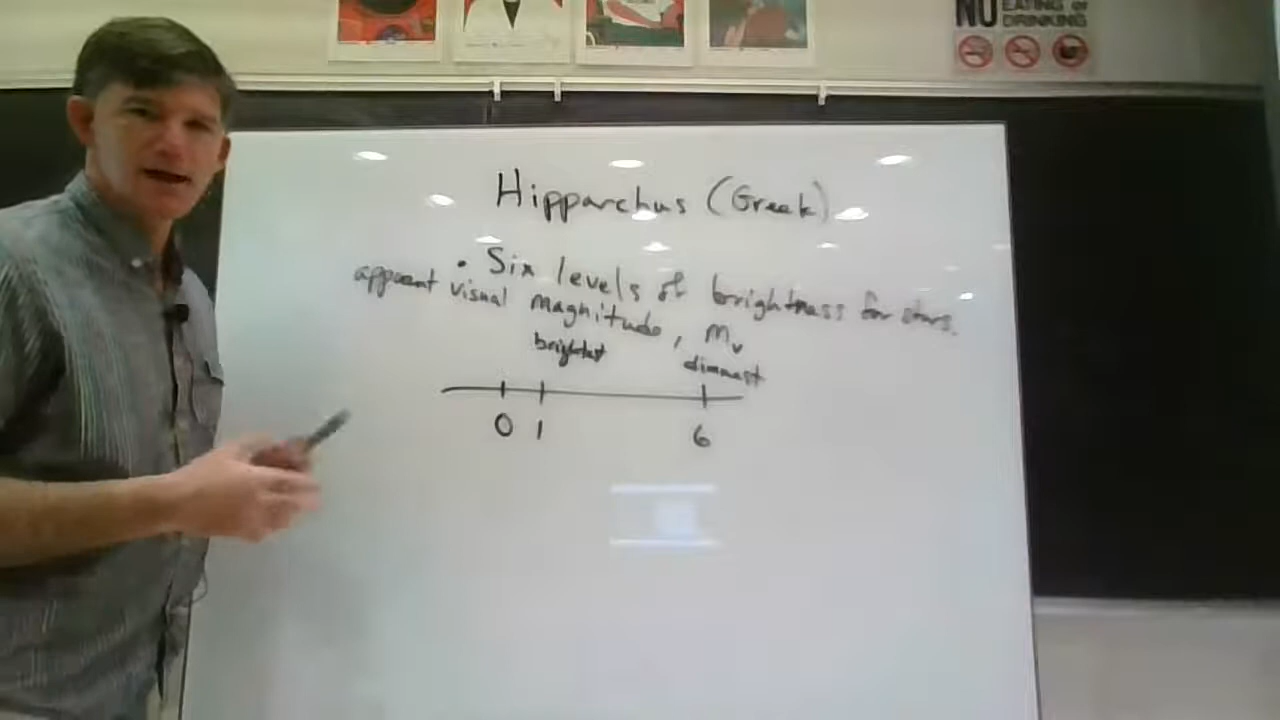 NO EATING or
DRINKING
Hipparchus (Greek)
• Six levels of brightness for stars.
apparent visual magnitude, mv
brightest dimmest
0 1 6